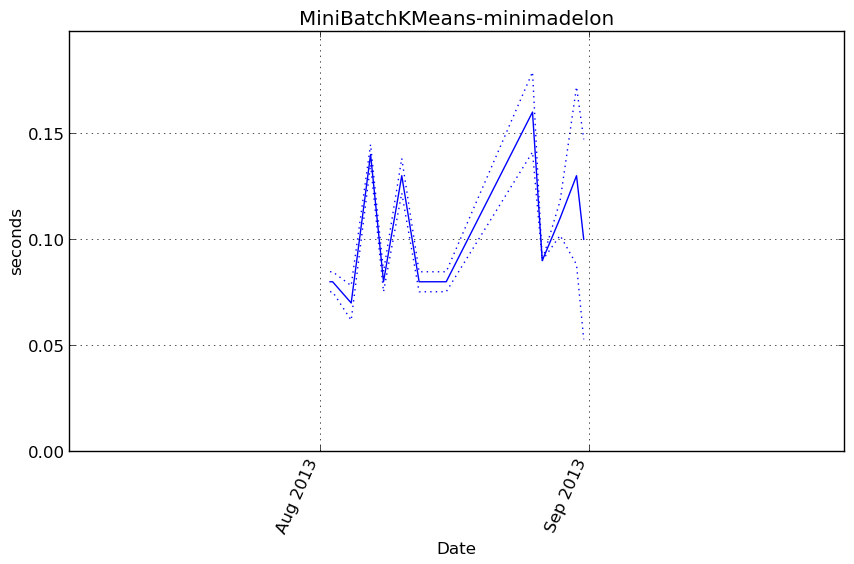 MiniBatchKMeans-minimadelon
seconds
0.15
0.10
0.05
0.00
Aug 2013
Sep 2013
Date